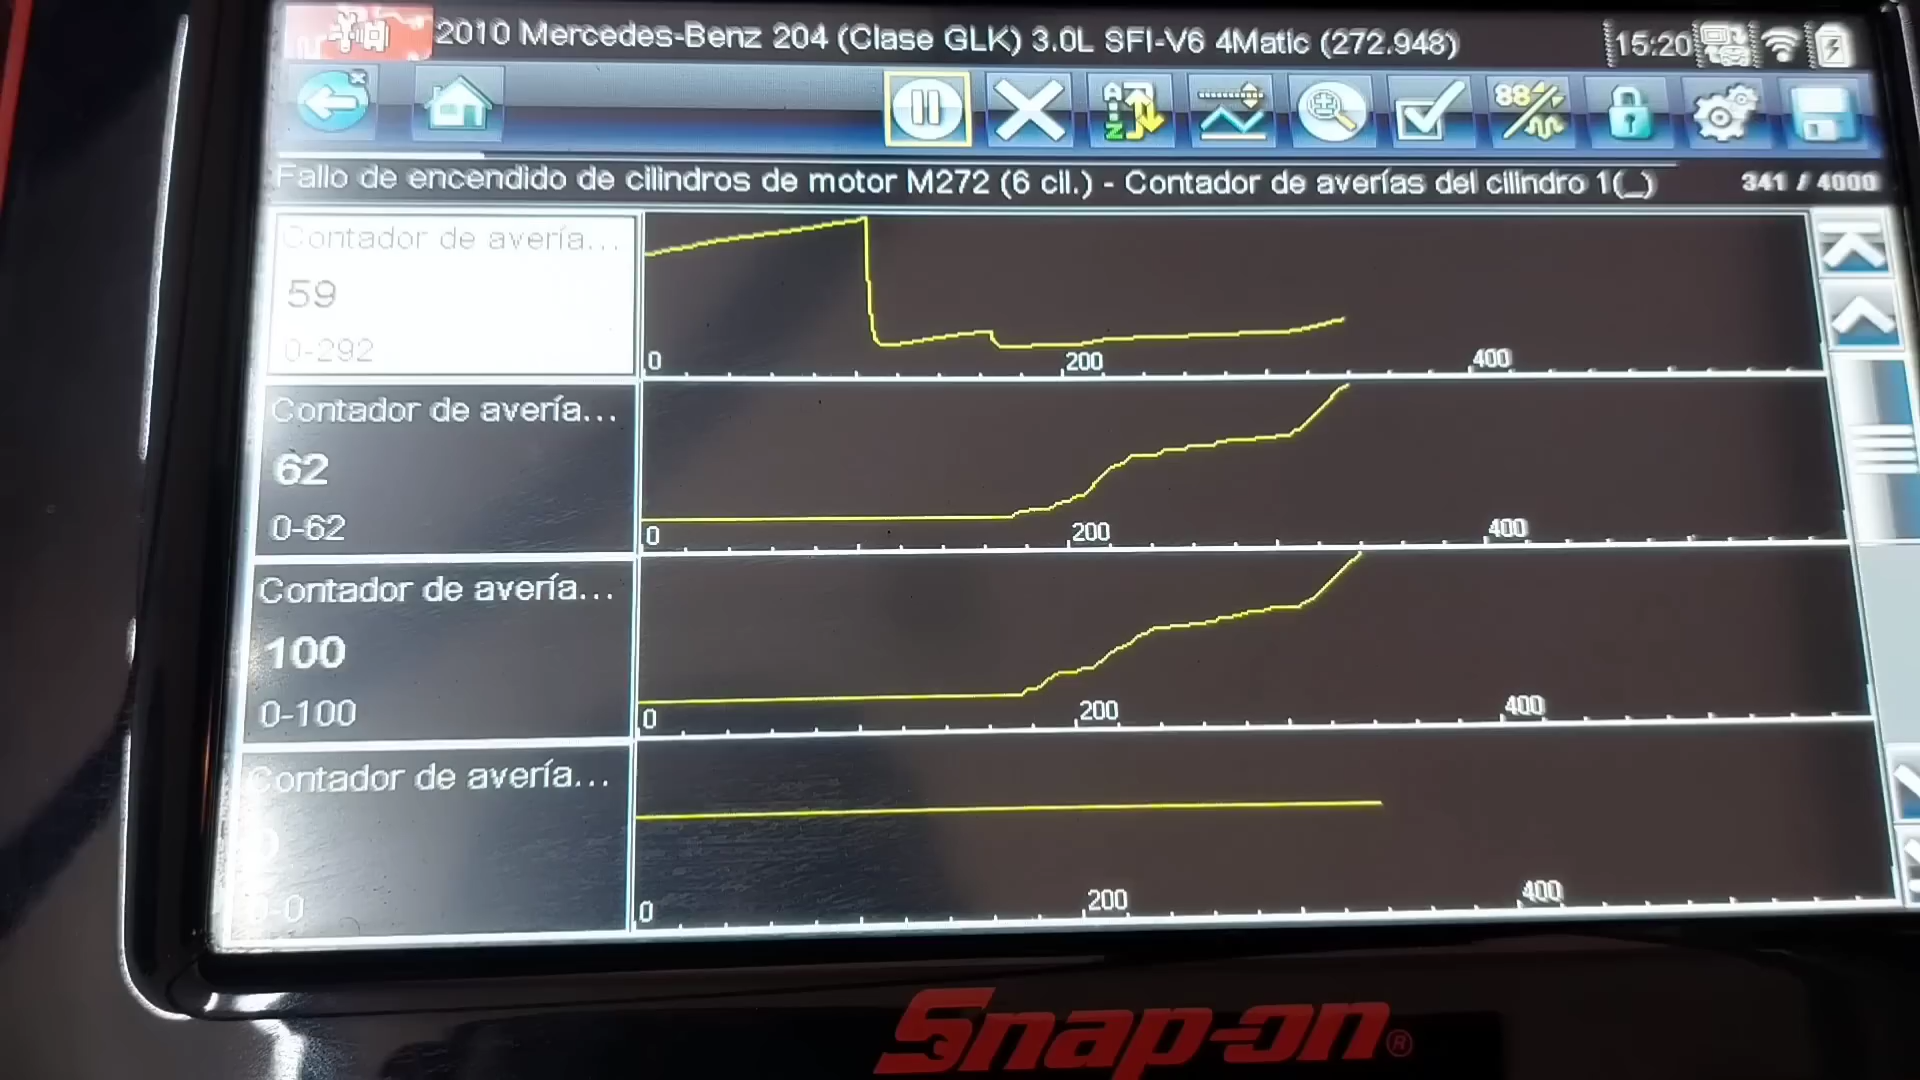 2010 Mercedes-Benz 204 (Clase GLK) 3.0L SFI-V6 4Matic (272.948)
15:20
Fallo de encendido de cilindros de motor M272 (6 cil.) - Contador de averías del cilindro 1(_)
341 / 4000
Contador de avería...
59
0-292
0 200 400
Contador de avería...
62
0-62
0 200 400
Contador de avería...
100
0-100
0 200 400
Contador de avería...
0
0-0
0 200 400
Snap-on®